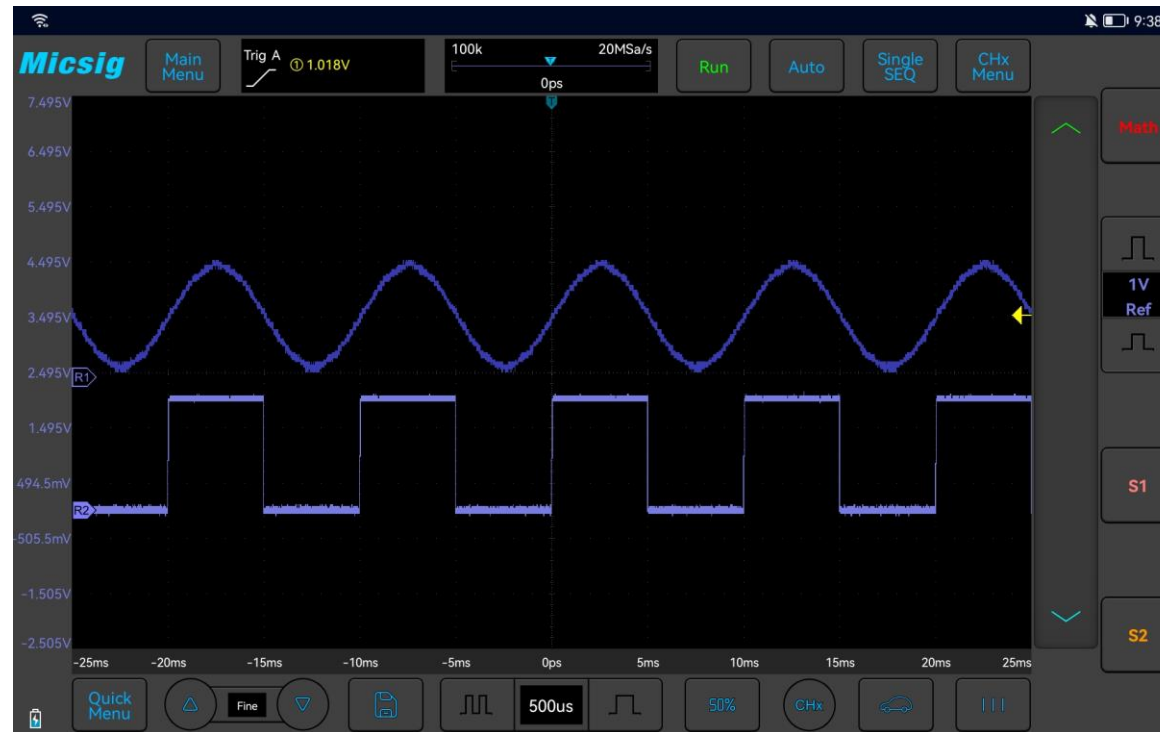 9:38
Micsig
Main
Menu
Trig A
① 1.018V
100k 20MSa/s
0ps
Run
Auto
Single
SEQ
CHx
Menu
T
7.495V
6.495V
5.495V
4.495V
3.495V
2.495V
R1
1.495V
494.5mV
R2
-505.5mV
-1.505V
-2.505V
-25ms -20ms -15ms -10ms -5ms 0ps 5ms 10ms 15ms 20ms 25ms
Math
1V
Ref
S1
S2
Quick
Menu
Fine
500us
50%
CHx